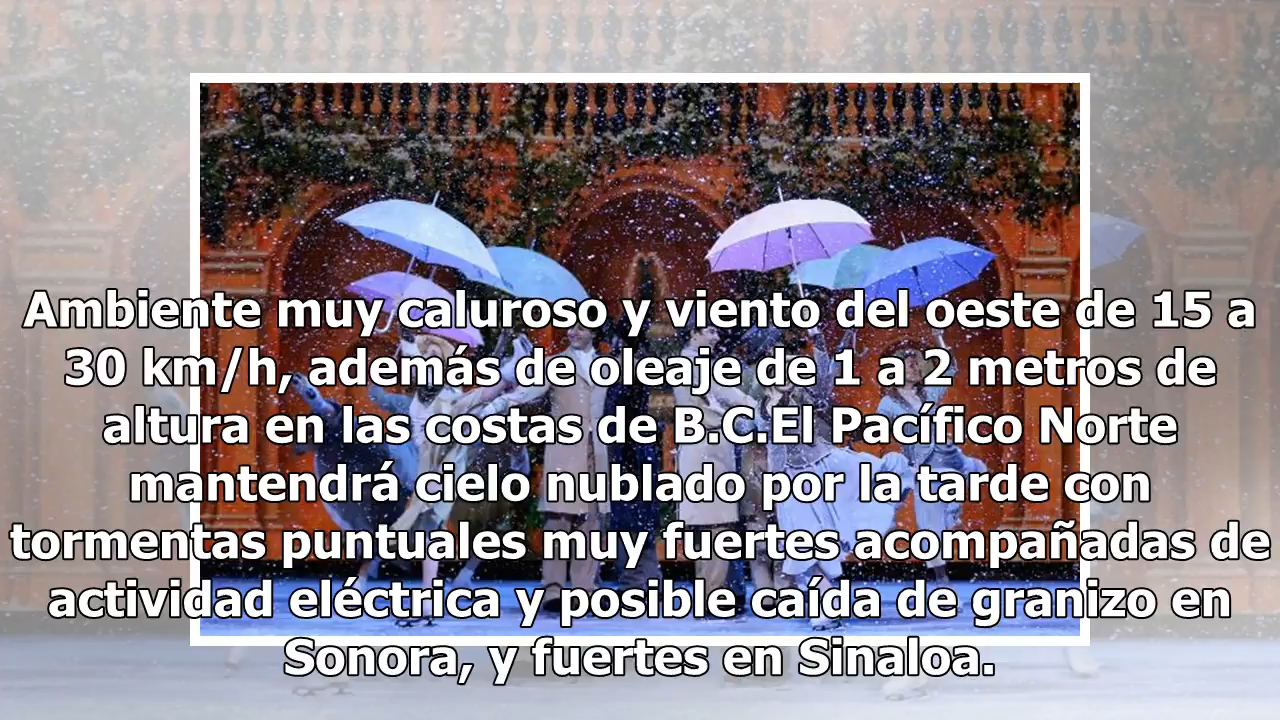 Ambiente muy caluroso y viento del oeste de 15 a
30 km/h, además de oleaje de 1 a 2 metros de
altura en las costas de B.C.El Pacífico Norte
mantendrá cielo nublado por la tarde con
tormentas puntuales muy fuertes acompañadas de
actividad eléctrica y posible caída de granizo en
Sonora, y fuertes en Sinaloa.